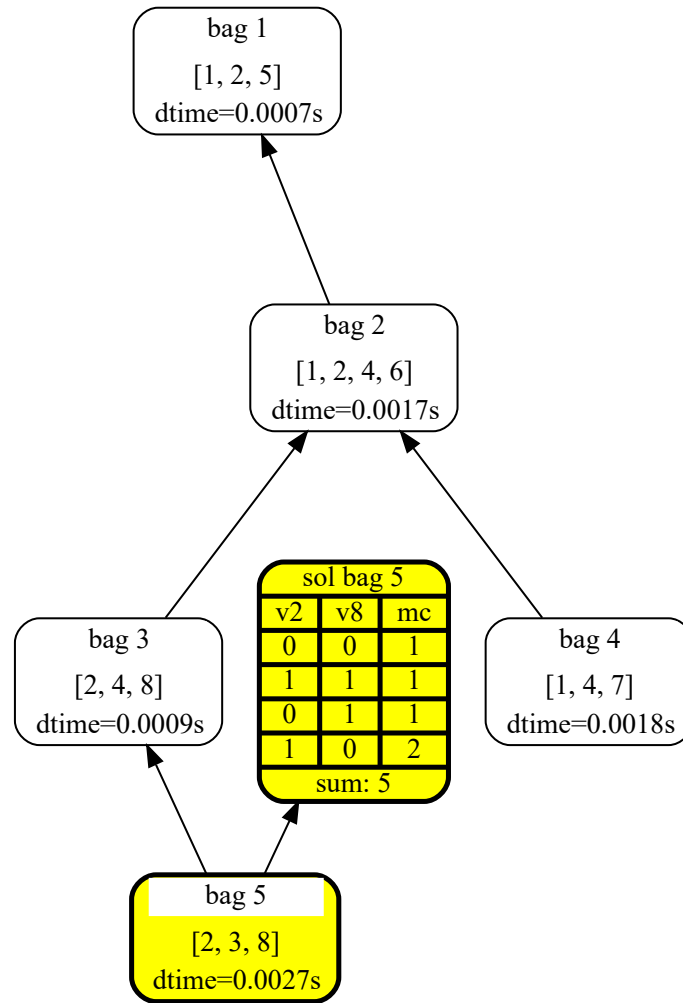 bag 1
[1, 2, 5]
dtime=0.0007s
bag 2
[1, 2, 4, 6]
dtime=0.0017s
sol bag 5
v2 v8 mc
0 0 1
1 1 1
0 1 1
1 0 2
sum: 5
bag 3
[2, 4, 8]
dtime=0.0009s
bag 4
[1, 4, 7]
dtime=0.0018s
bag 5
[2, 3, 8]
dtime=0.0027s